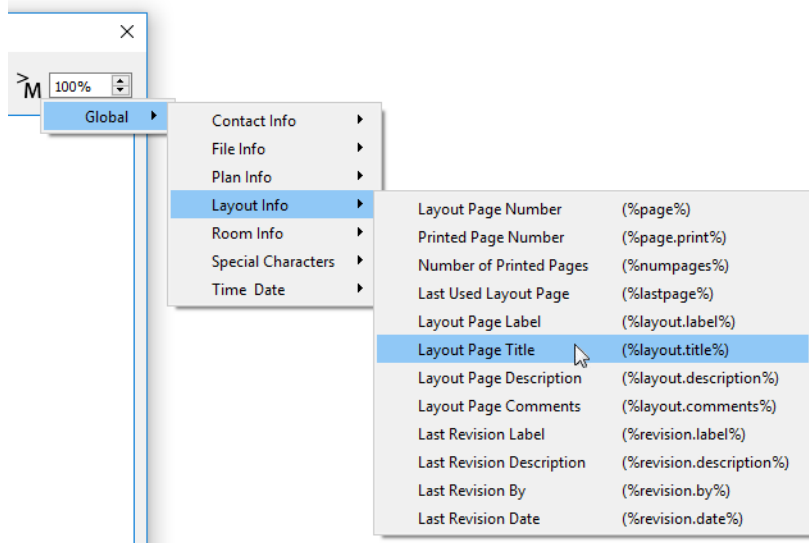 >M 100%
Global
Contact Info
File Info
Plan Info
Layout Info
Room Info
Special Characters
Time Date
Layout Page Number (%page%)
Printed Page Number (%page.print%)
Number of Printed Pages (%numpages%)
Last Used Layout Page (%lastpage%)
Layout Page Label (%layout.label%)
Layout Page Title (%layout.title%)
Layout Page Description (%layout.description%)
Layout Page Comments (%layout.comments%)
Last Revision Label (%revision.label%)
Last Revision Description (%revision.description%)
Last Revision By (%revision.by%)
Last Revision Date (%revision.date%)